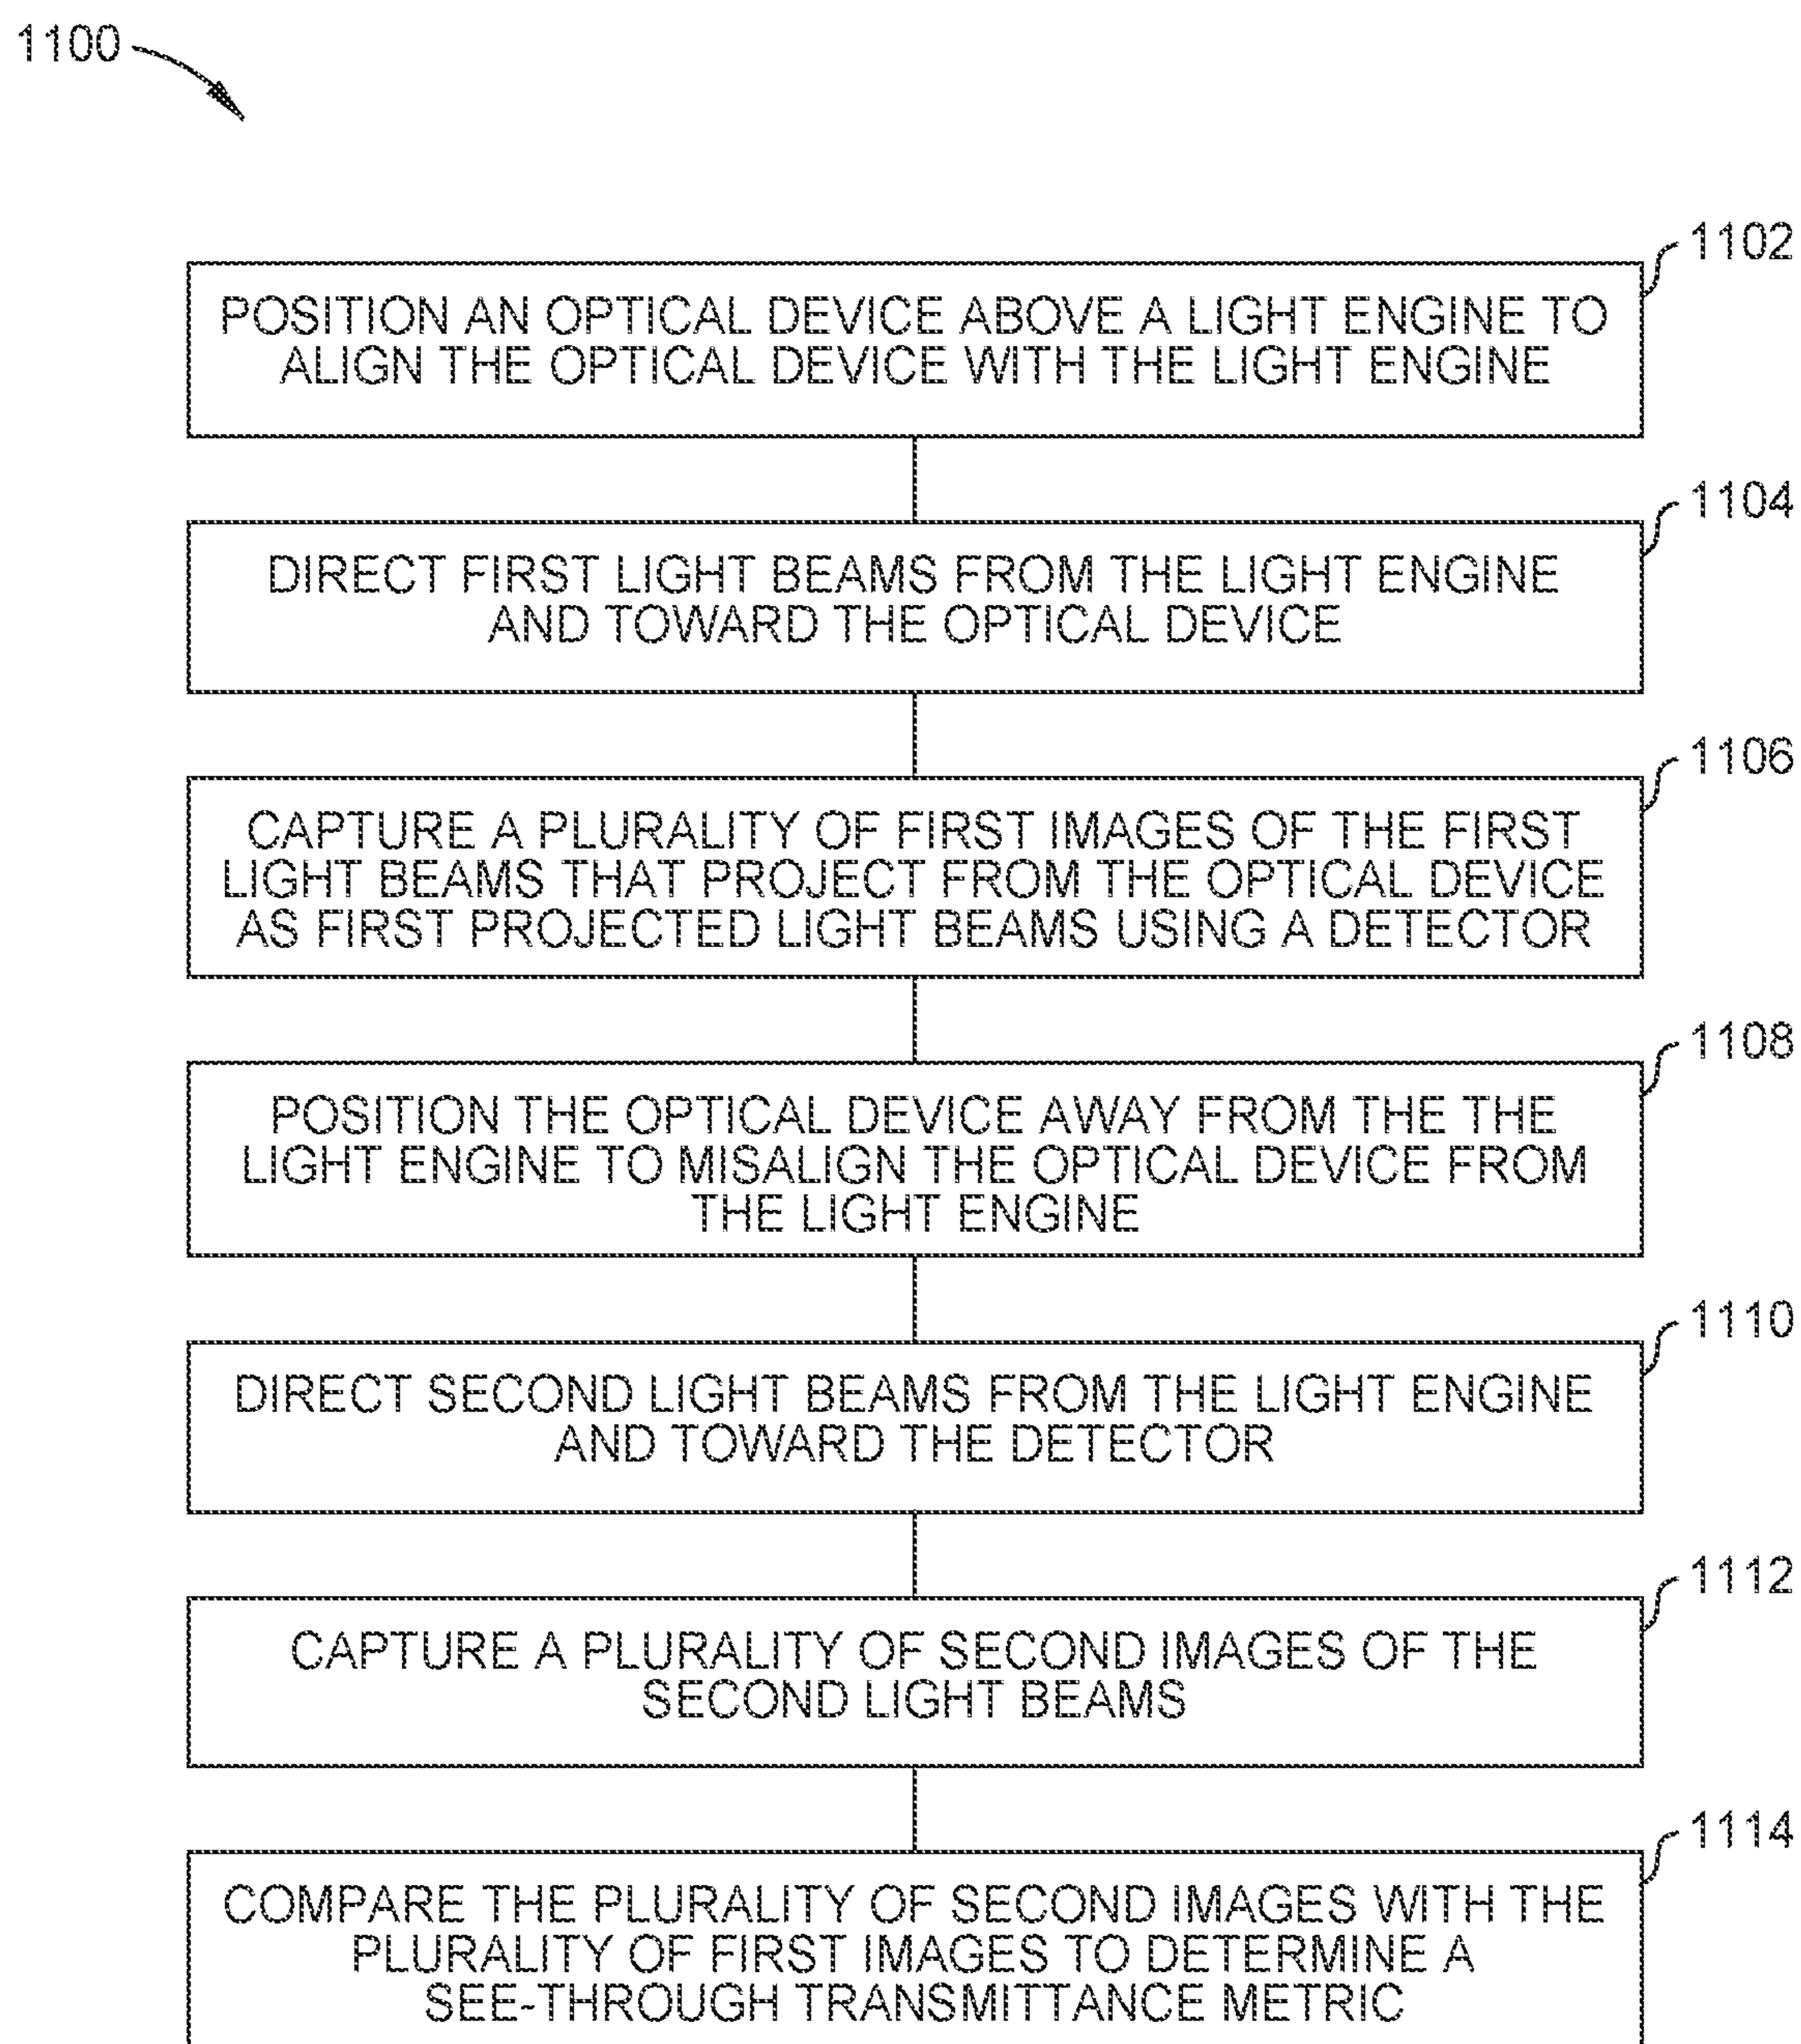 1100
1102
POSITION AN OPTICAL DEVICE ABOVE A LIGHT ENGINE TO
ALIGN THE OPTICAL DEVICE WITH THE LIGHT ENGINE
1104
DIRECT FIRST LIGHT BEAMS FROM THE LIGHT ENGINE
AND TOWARD THE OPTICAL DEVICE
1106
CAPTURE A PLURALITY OF FIRST IMAGES OF THE FIRST
LIGHT BEAMS THAT PROJECT FROM THE OPTICAL DEVICE
AS FIRST PROJECTED LIGHT BEAMS USING A DETECTOR
1108
POSITION THE OPTICAL DEVICE AWAY FROM THE THE
LIGHT ENGINE TO MISALIGN THE OPTICAL DEVICE FROM
THE LIGHT ENGINE
1110
DIRECT SECOND LIGHT BEAMS FROM THE LIGHT ENGINE
AND TOWARD THE DETECTOR
1112
CAPTURE A PLURALITY OF SECOND IMAGES OF THE
SECOND LIGHT BEAMS
1114
COMPARE THE PLURALITY OF SECOND IMAGES WITH THE
PLURALITY OF FIRST IMAGES TO DETERMINE A
SEE-THROUGH TRANSMITTANCE METRIC